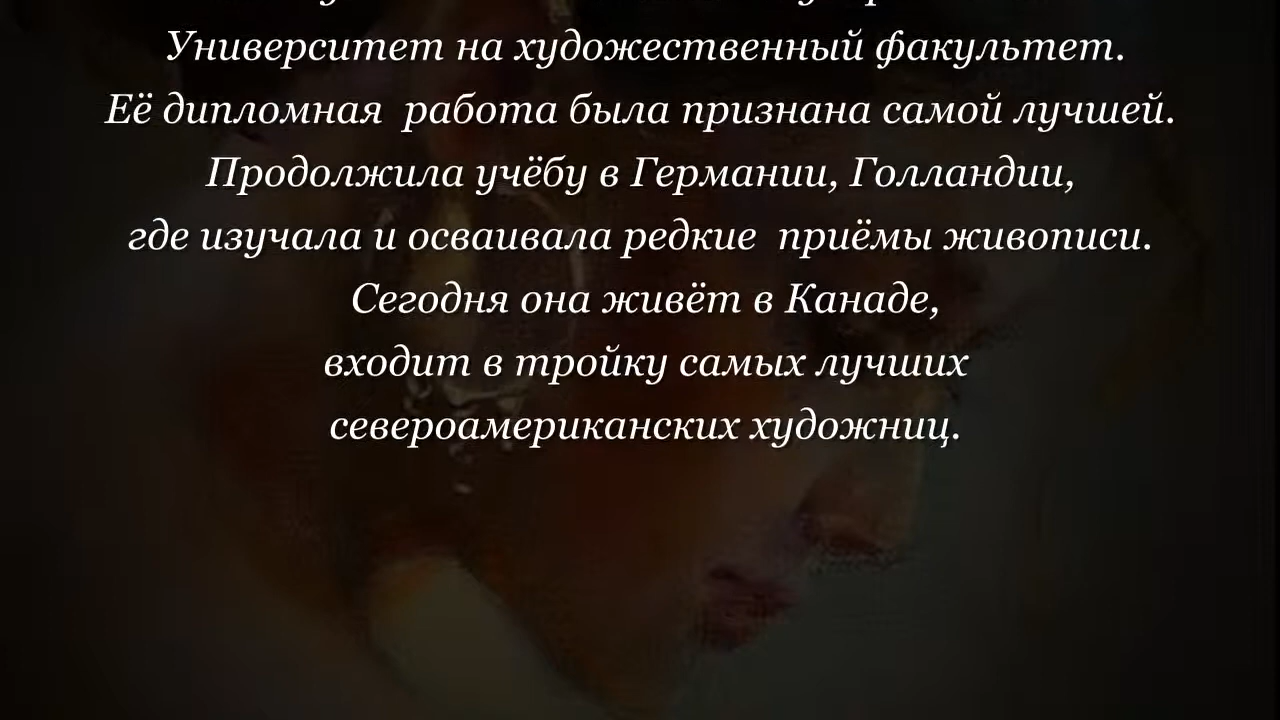 Университет на художественный факультет.
Её дипломная работа была признана самой лучшей.
Продолжила учёбу в Германии, Голландии,
где изучала и осваивала редкие приёмы живописи.
Сегодня она живёт в Канаде,
входит в тройку самых лучших
североамериканских художниц.